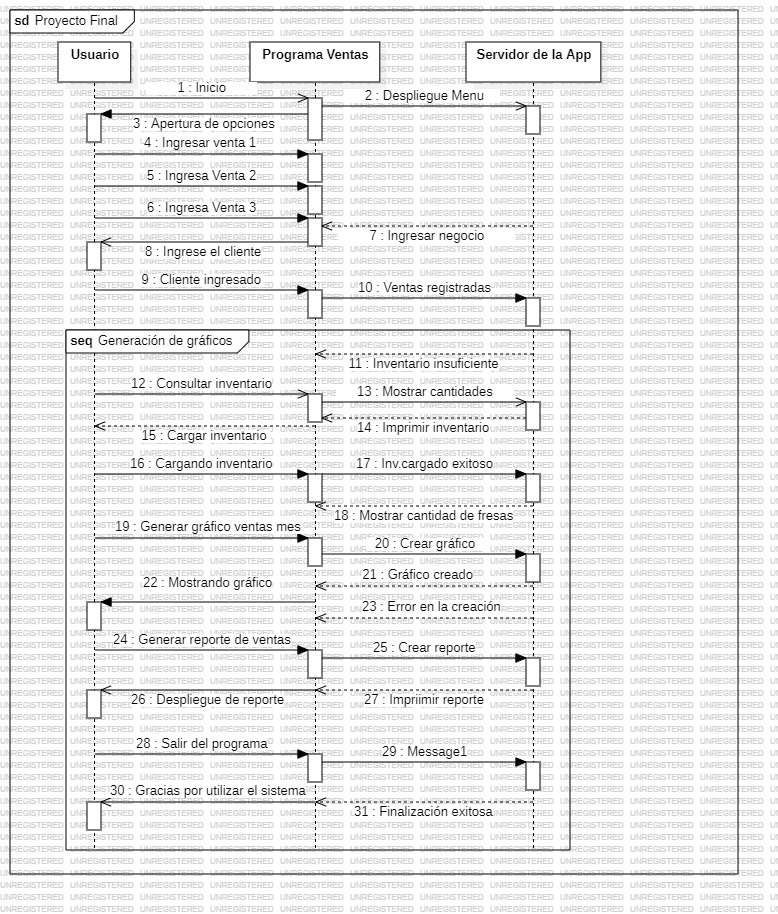 sd Proyecto Final
Usuario
Programa Ventas
Servidor de la App
1 : Inicio
2 : Despliegue Menu
3 : Apertura de opciones
4 : Ingresar venta 1
5 : Ingresa Venta 2
6 : Ingresa Venta 3
7 : Ingresar negocio
8 : Ingrese el cliente
9 : Cliente ingresado
10 : Ventas registradas
seq Generación de gráficos
11 : Inventario insuficiente
12 : Consultar inventario
13 : Mostrar cantidades
14 : Imprimir inventario
15 : Cargar inventario
16 : Cargando inventario
17 : Inv.cargado exitoso
18 : Mostrar cantidad de fresas
19 : Generar gráfico ventas mes
20 : Crear gráfico
21 : Gráfico creado
22 : Mostrando gráfico
23 : Error en la creación
24 : Generar reporte de ventas
25 : Crear reporte
26 : Despliegue de reporte
27 : Impriimir reporte
28 : Salir del programa
29 : Message1
30 : Gracias por utilizar el sistema
31 : Finalización exitosa
UNREGISTERED